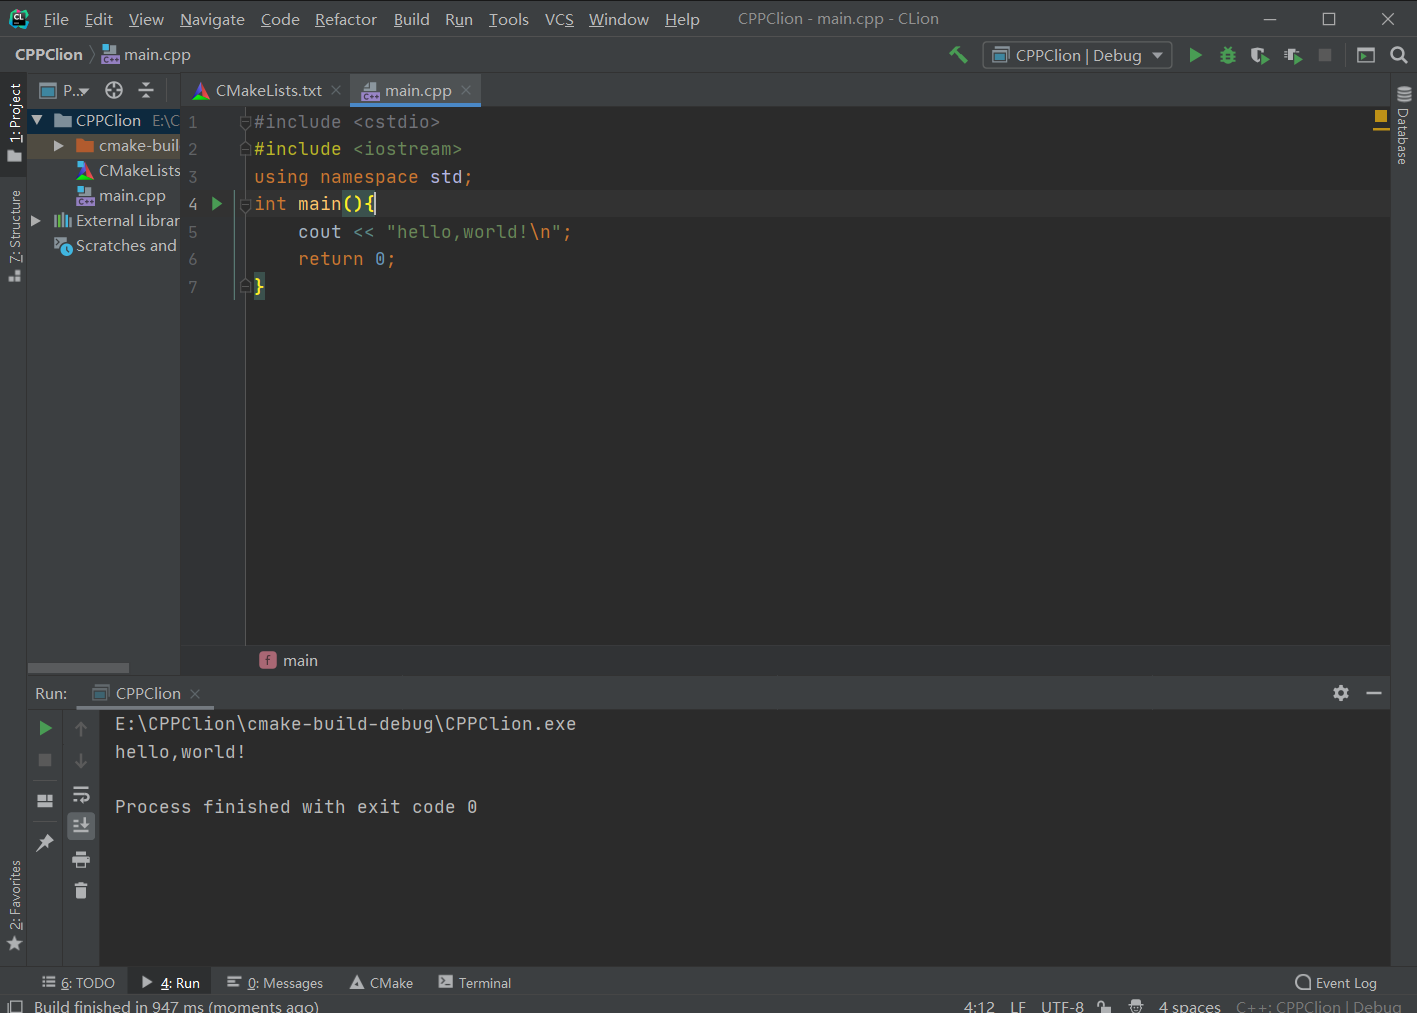 File Edit View Navigate Code Refactor Build Run Tools VCS Window Help CPPClion - main.cpp - CLion
CPPClion main.cpp CPPClion | Debug
1: Project
P.. CMakeLists.txt main.cpp
CPPClion E:\C
cmake-buil
CMakeLists
main.cpp
External Librar
Scratches and
7: Structure
2: Favorites
Database
1 #include <cstdio>
2 #include <iostream>
3 using namespace std;
4 int main(){
5 cout << "hello,world!\n";
6 return 0;
7 }
f main
Run: CPPClion
E:\CPPClion\cmake-build-debug\CPPClion.exe
hello,world!
Process finished with exit code 0
6: TODO 4: Run 0: Messages CMake Terminal Event Log
Build finished in 947 ms (moments ago) 4:12 LF UTF-8 4 spaces C++: CPPClion | Debug